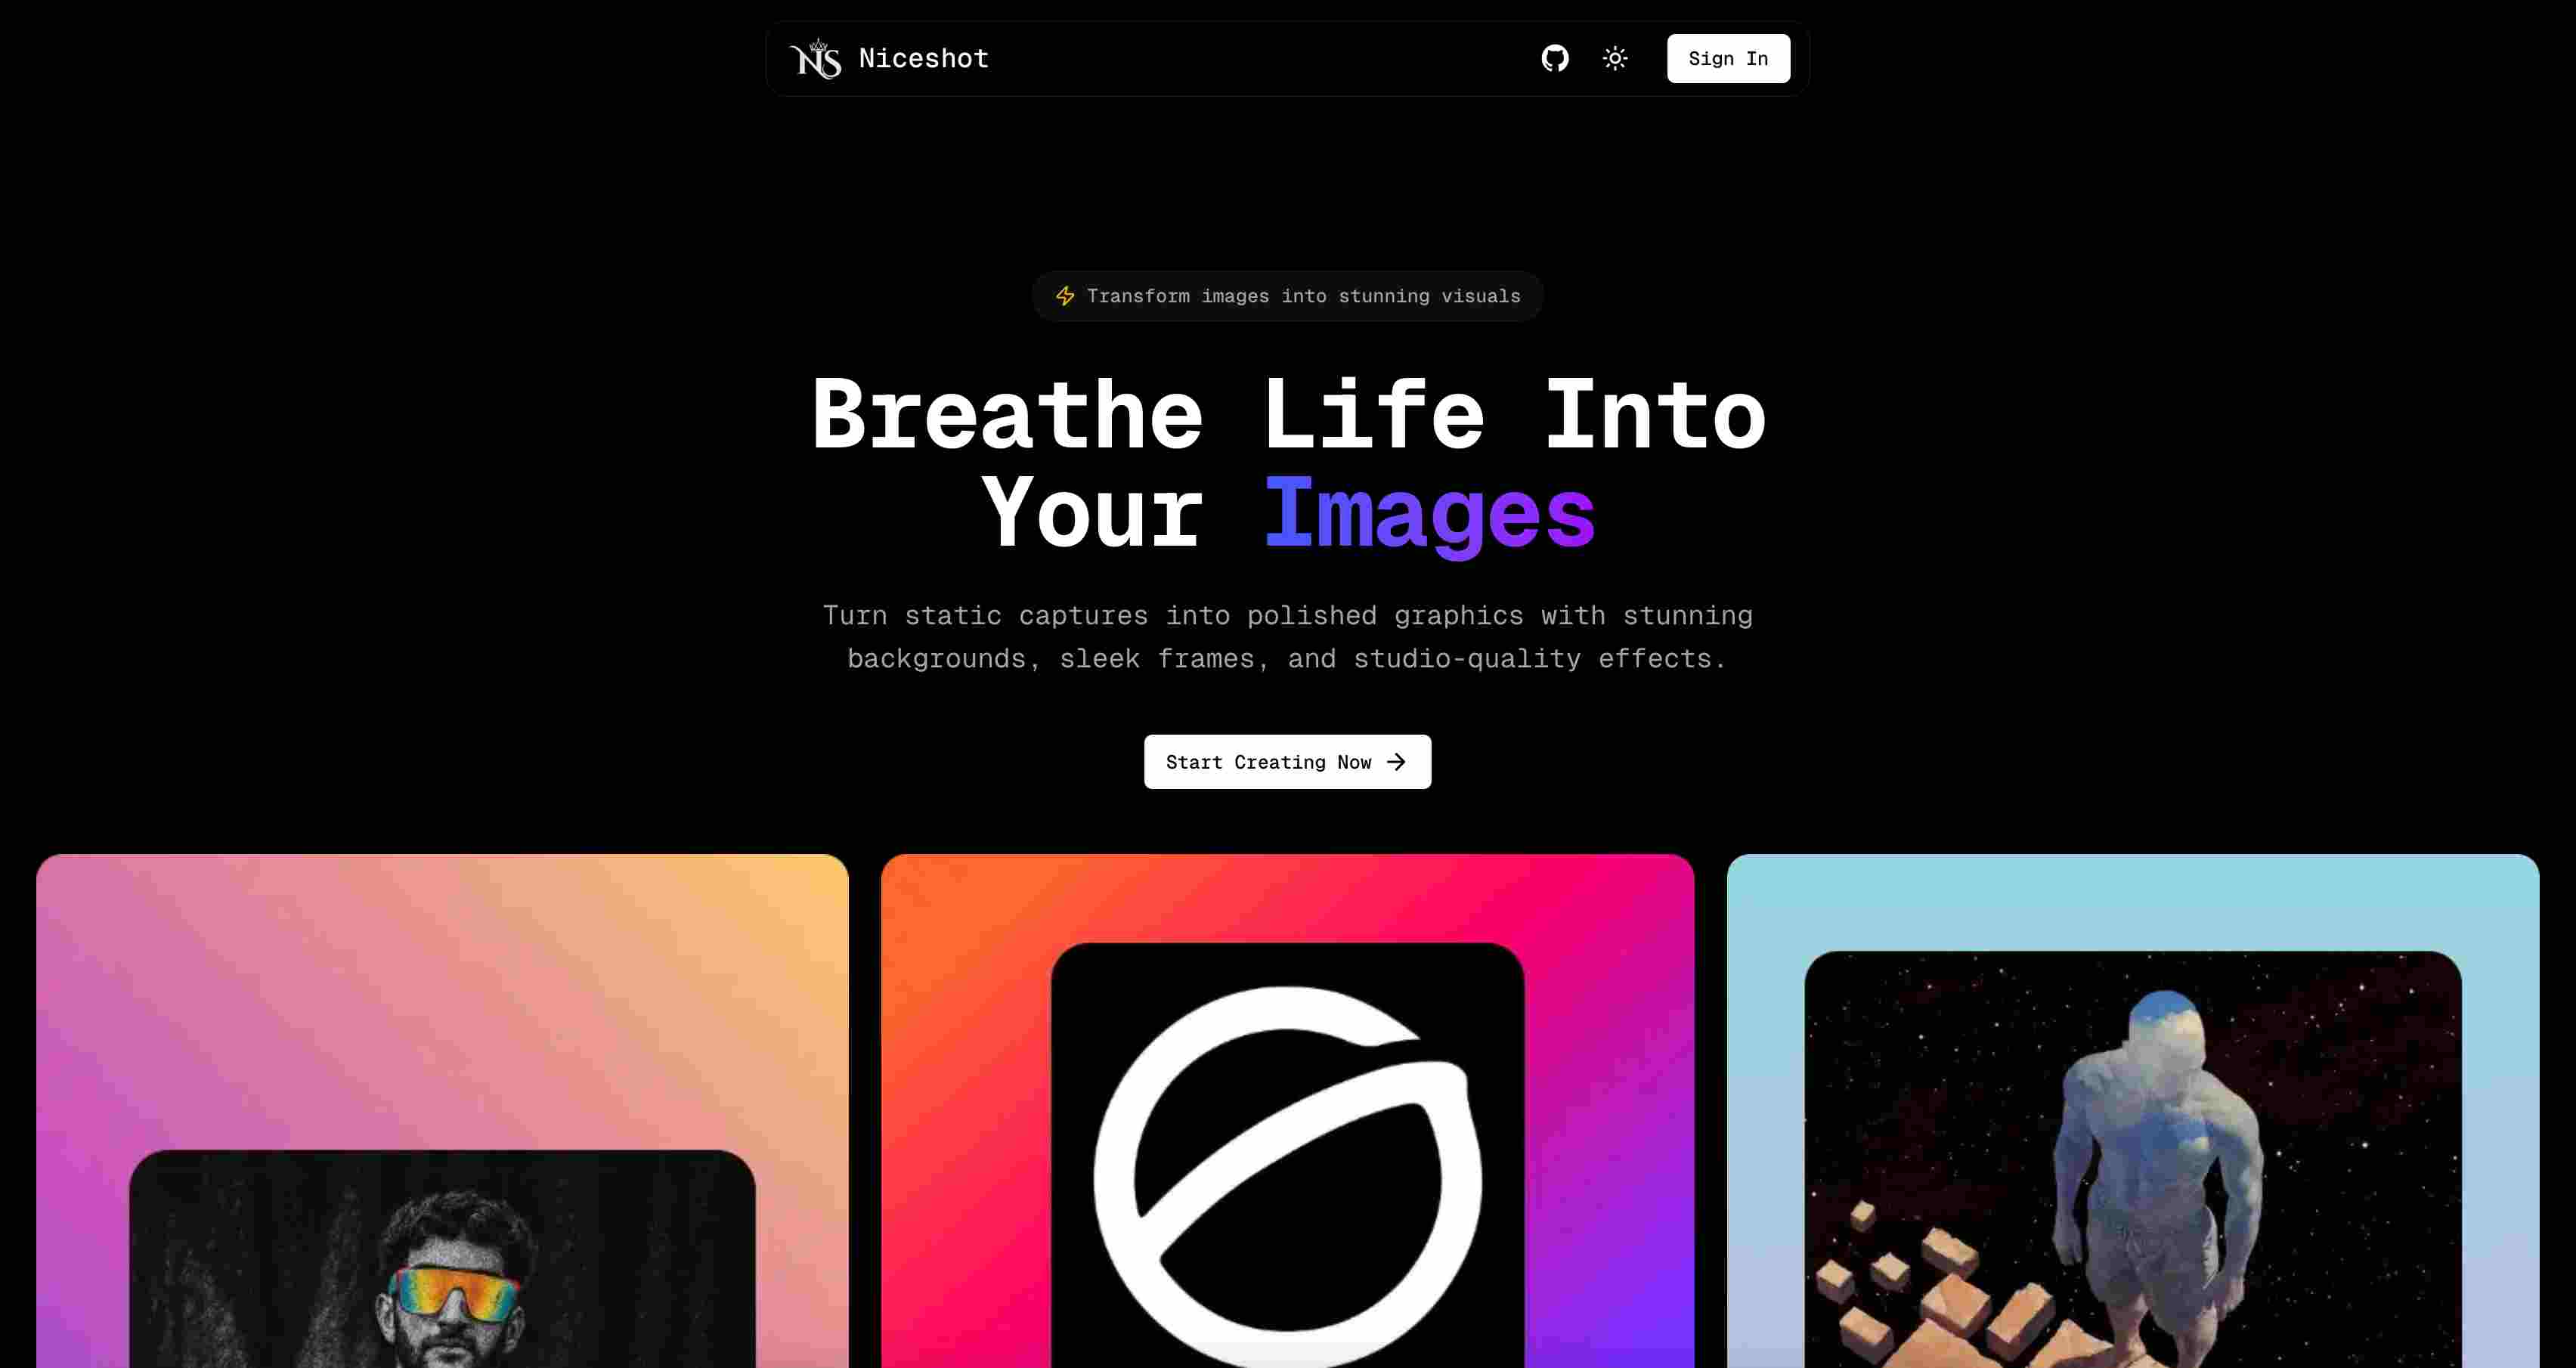 NS Niceshot
Sign In
Transform images into stunning visuals
Breathe Life Into
Your Images
Turn static captures into polished graphics with stunning
backgrounds, sleek frames, and studio-quality effects.
Start Creating Now